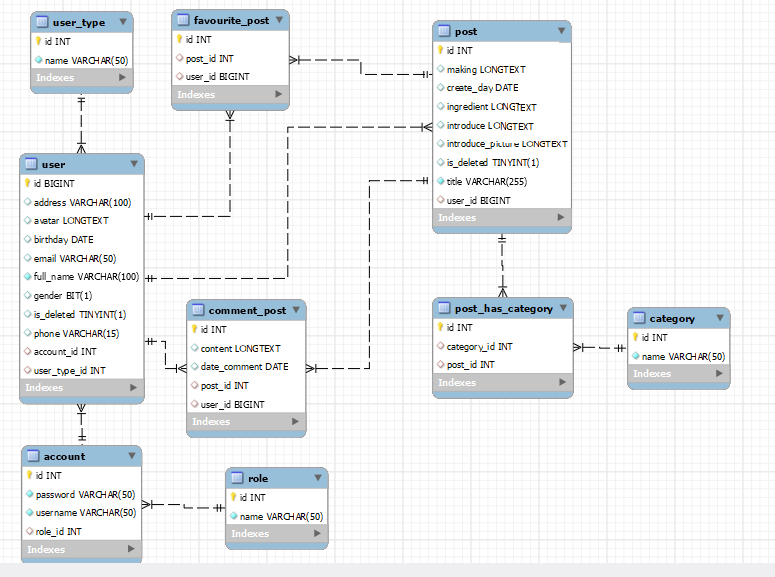 user_type
id INT
name VARCHAR(50)
Indexes
favourite_post
id INT
post_id INT
user_id BIGINT
Indexes
post
id INT
making LONGTEXT
create_day DATE
ingredient LONGTEXT
introduce LONGTEXT
introduce_picture LONGTEXT
is_deleted TINYINT(1)
title VARCHAR(255)
user_id BIGINT
Indexes
user
id BIGINT
address VARCHAR(100)
avatar LONGTEXT
birthday DATE
email VARCHAR(50)
full_name VARCHAR(100)
gender BIT(1)
is_deleted TINYINT(1)
phone VARCHAR(15)
account_id INT
user_type_id INT
Indexes
comment_post
id INT
content LONGTEXT
date_comment DATE
post_id INT
user_id BIGINT
Indexes
post_has_category
id INT
category_id INT
post_id INT
Indexes
category
id INT
name VARCHAR(50)
Indexes
account
id INT
password VARCHAR(50)
username VARCHAR(50)
role_id INT
Indexes
role
id INT
name VARCHAR(50)
Indexes